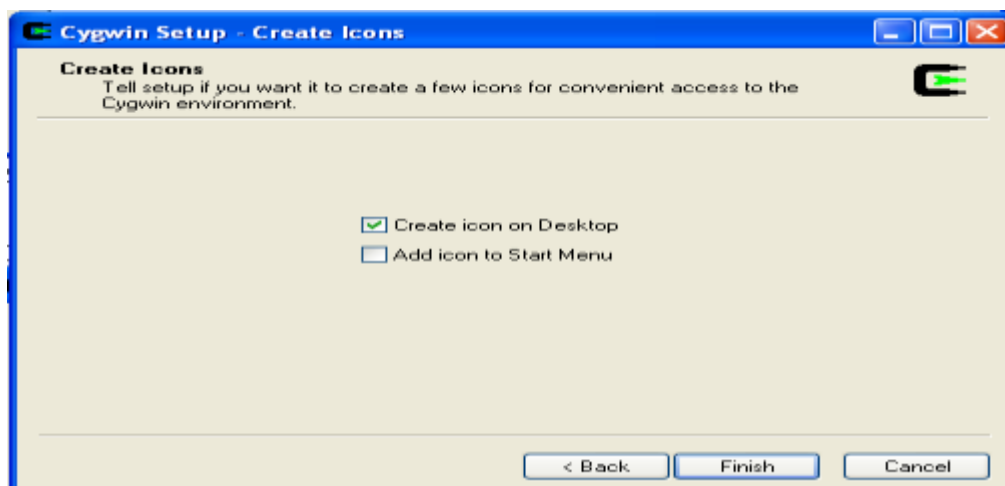 Cygwin Setup - Create Icons
Create Icons
Tell setup if you want it to create a few icons for convenient access to the
Cygwin environment.
Create icon on Desktop
Add icon to Start Menu
< Back
Finish
Cancel